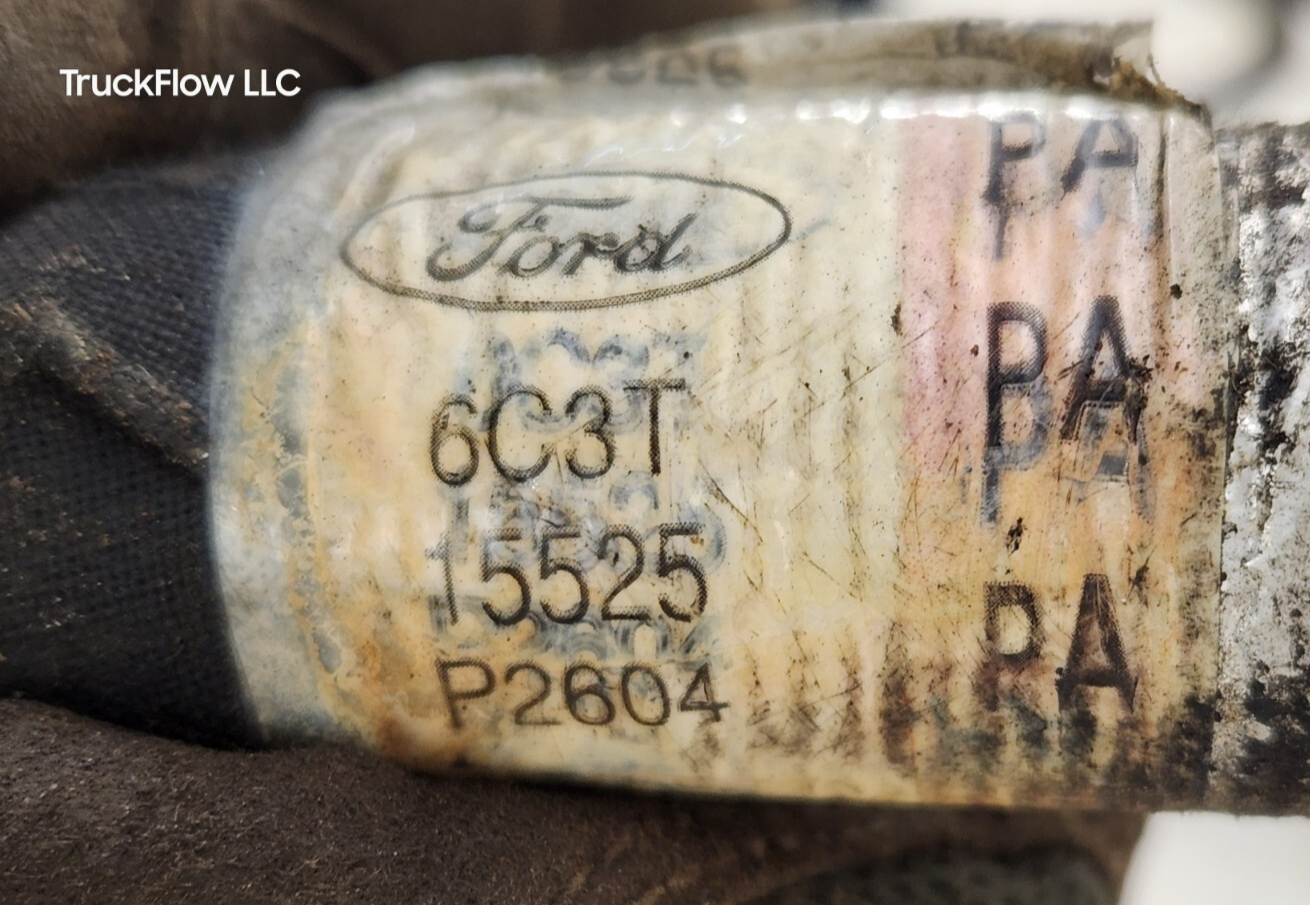 TruckFlow LLC
PA
Ford
PA
6C3T
15525
P2604
PA